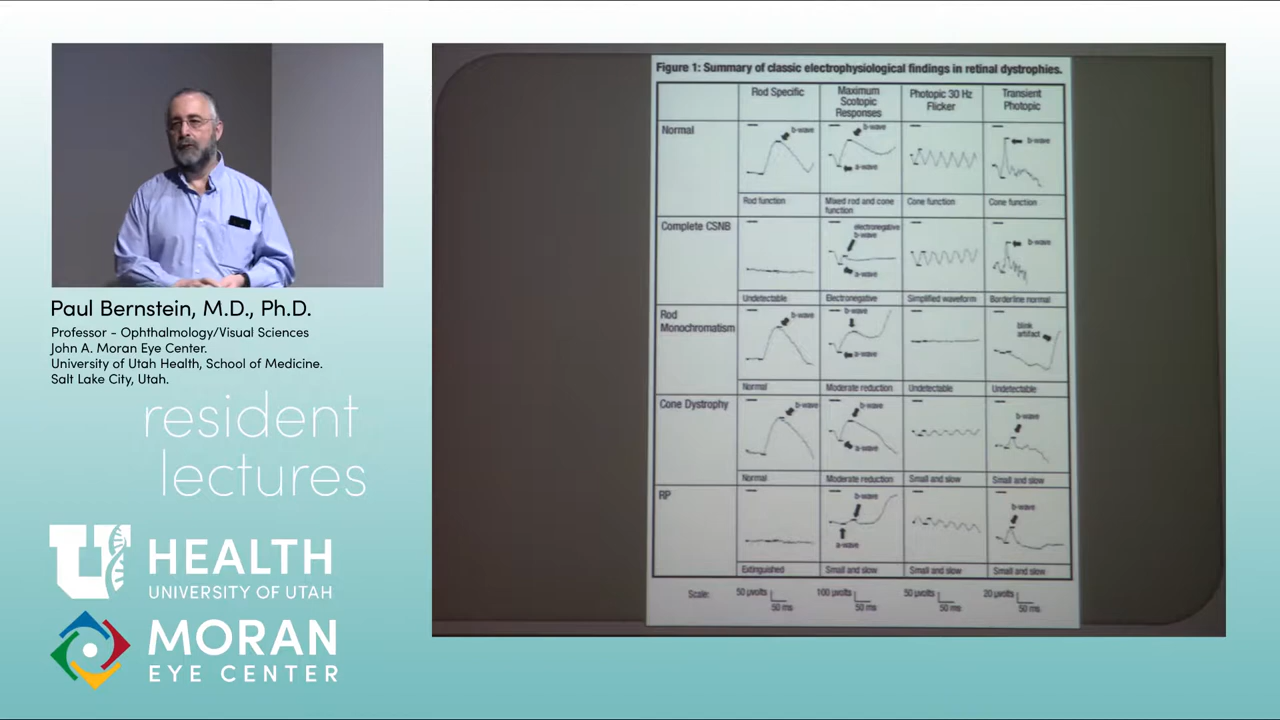 Paul Bernstein, M.D., Ph.D.
Professor - Ophthalmology/Visual Sciences
John A. Moran Eye Center.
University of Utah Health, School of Medicine.
Salt Lake City, Utah.
resident
lectures
U HEALTH
UNIVERSITY OF UTAH
MORAN
EYE CENTER
Figure 1: Summary of classic electrophysiological findings in retinal dystrophies.
Rod Specific
Maximum
Scotopic
Responses
Photopic 30 Hz
Flicker
Transient
Photopic
Normal
b-wave
b-wave
a-wave
b-wave
Rod function
Mixed rod and cone
function
Cone function
Cone function
Complete CSNB
electronegative
b-wave
a-wave
b-wave
Undetectable
Electronegative
Simplified waveform
Borderline normal
Rod
Monochromatism
b-wave
b-wave
a-wave
blink
artifact
Normal
Moderate reduction
Undetectable
Undetectable
Cone Dystrophy
b-wave
b-wave
a-wave
b-wave
Normal
Moderate reduction
Small and slow
Small and slow
RP
b-wave
a-wave
b-wave
Extinguished
Small and slow
Small and slow
Small and slow
Scale:
50 µvolts
50 ms
100 µvolts
50 ms
50 µvolts
50 ms
20 µvolts
50 ms